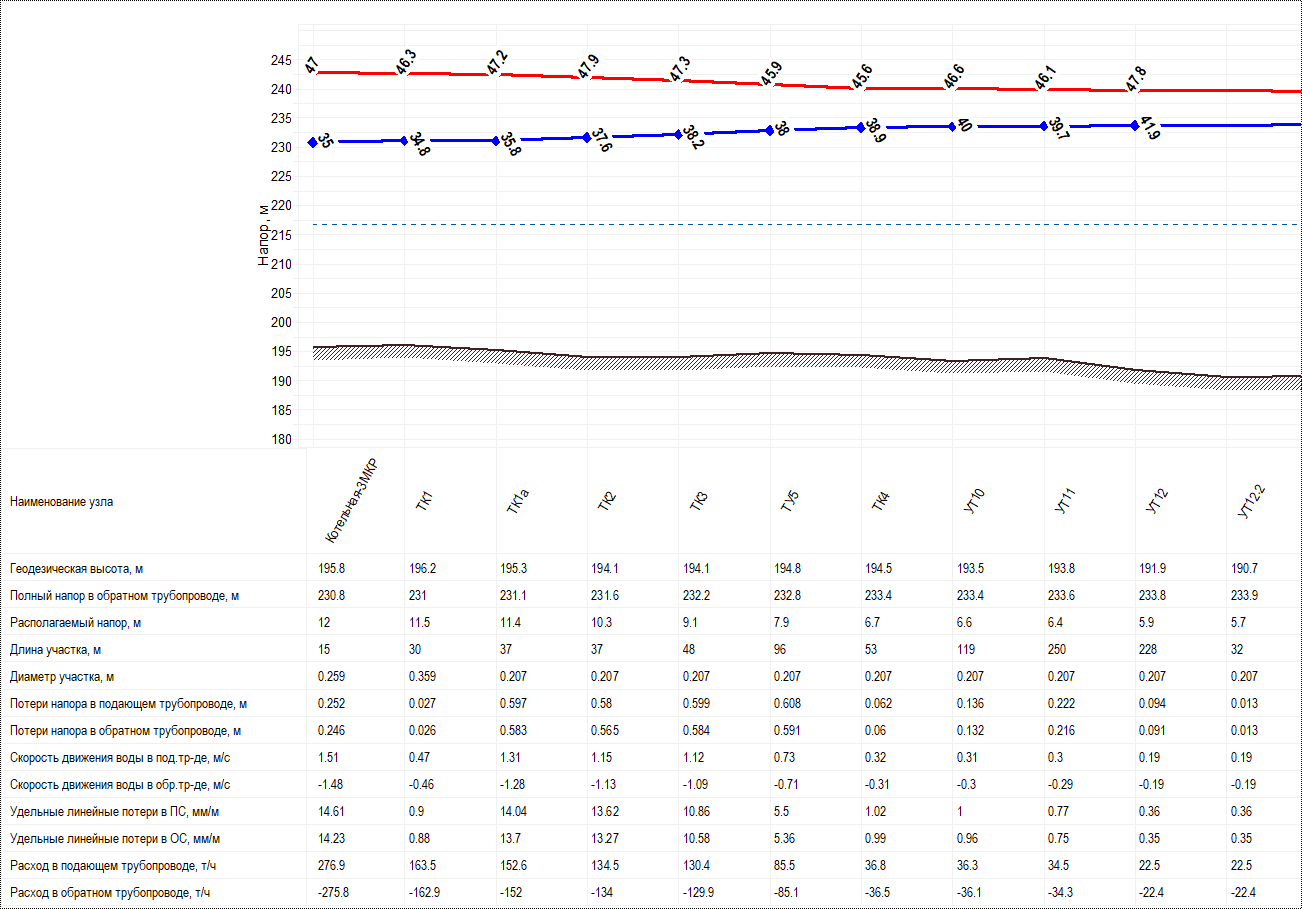 245
240
235
230
225
220
215
210
205
200
195
190
185
180
Напор, м
47 46.3 47.2 47.9 47.3 45.9 45.6 46.6 46.1 47.8
35 34.8 35.8 37.6 38.2 38 38.9 40 39.7 41.9
Наименование узла Котельная-3МКР ТК1 ТК1а ТК2 ТК3 ТУ5 ТК4 УТ10 УТ11 УТ12 УТ12-2
Геодезическая высота, м 195.8 196.2 195.3 194.1 194.1 194.8 194.5 193.5 193.8 191.9 190.7
Полный напор в обратном трубопроводе, м 230.8 231 231.1 231.6 232.2 232.8 233.4 233.4 233.6 233.8 233.9
Располагаемый напор, м 12 11.5 11.4 10.3 9.1 7.9 6.7 6.6 6.4 5.9 5.7
Длина участка, м 15 30 37 37 48 96 53 119 250 228 32
Диаметр участка, м 0.259 0.359 0.207 0.207 0.207 0.207 0.207 0.207 0.207 0.207 0.207
Потери напора в подающем трубопроводе, м 0.252 0.027 0.597 0.58 0.599 0.608 0.062 0.136 0.222 0.094 0.013
Потери напора в обратном трубопроводе, м 0.246 0.026 0.583 0.565 0.584 0.591 0.06 0.132 0.216 0.091 0.013
Скорость движения воды в под.тр-де, м/с 1.51 0.47 1.31 1.15 1.12 0.73 0.32 0.31 0.3 0.19 0.19
Скорость движения воды в обр.тр-де, м/с -1.48 -0.46 -1.28 -1.13 -1.09 -0.71 -0.31 -0.3 -0.29 -0.19 -0.19
Удельные линейные потери в ПС, мм/м 14.61 0.9 14.04 13.62 10.86 5.5 1.02 1 0.77 0.36 0.36
Удельные линейные потери в ОС, мм/м 14.23 0.88 13.7 13.27 10.58 5.36 0.99 0.96 0.75 0.35 0.35
Расход в подающем трубопроводе, т/ч 276.9 163.5 152.6 134.5 130.4 85.5 36.8 36.3 34.5 22.5 22.5
Расход в обратном трубопроводе, т/ч -275.8 -162.9 -152 -134 -129.9 -85.1 -36.5 -36.1 -34.3 -22.4 -22.4